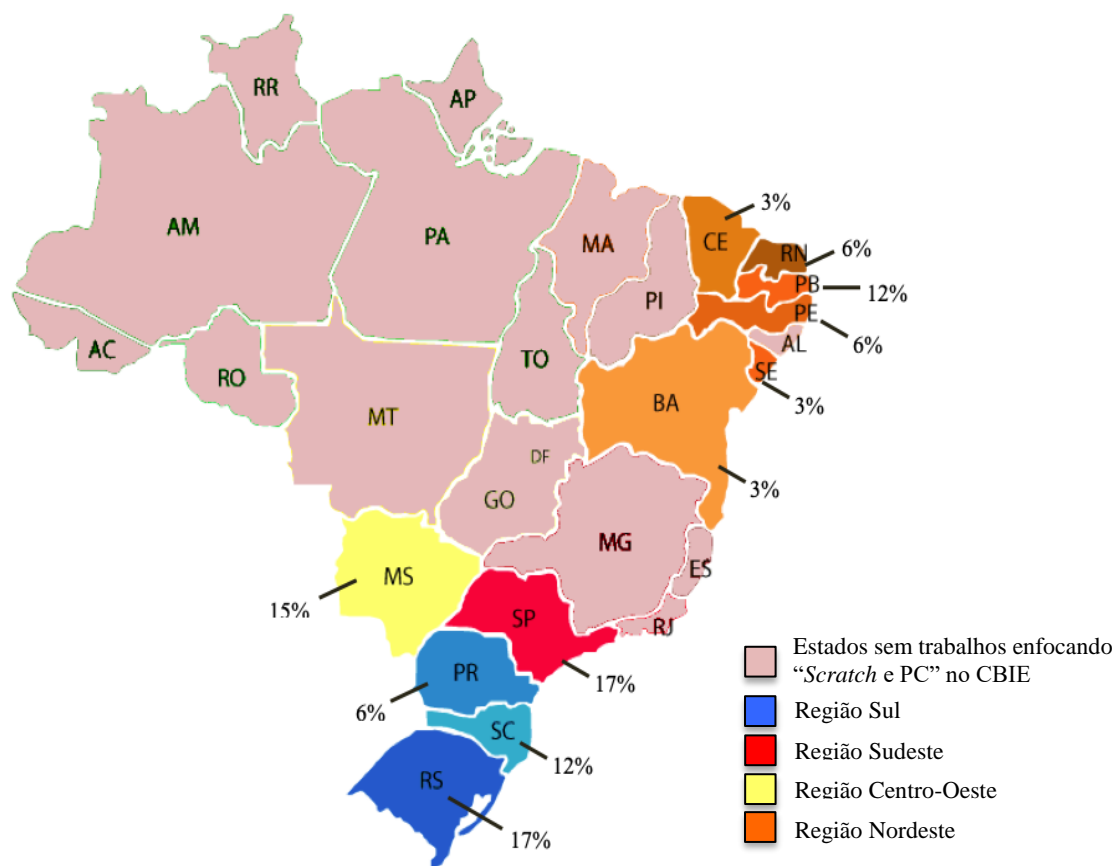 RR
AP
AM
PA
MA
CE
3%
RN
6%
PI
PB
12%
PE
6%
AC
RO
TO
AL
SE
3%
MT
BA
DF
3%
GO
MG
ES
MS
15%
SP
RJ
17%
PR
6%
SC
12%
RS
17%
Estados sem trabalhos enfocando
“Scratch e PC” no CBIE
Região Sul
Região Sudeste
Região Centro-Oeste
Região Nordeste